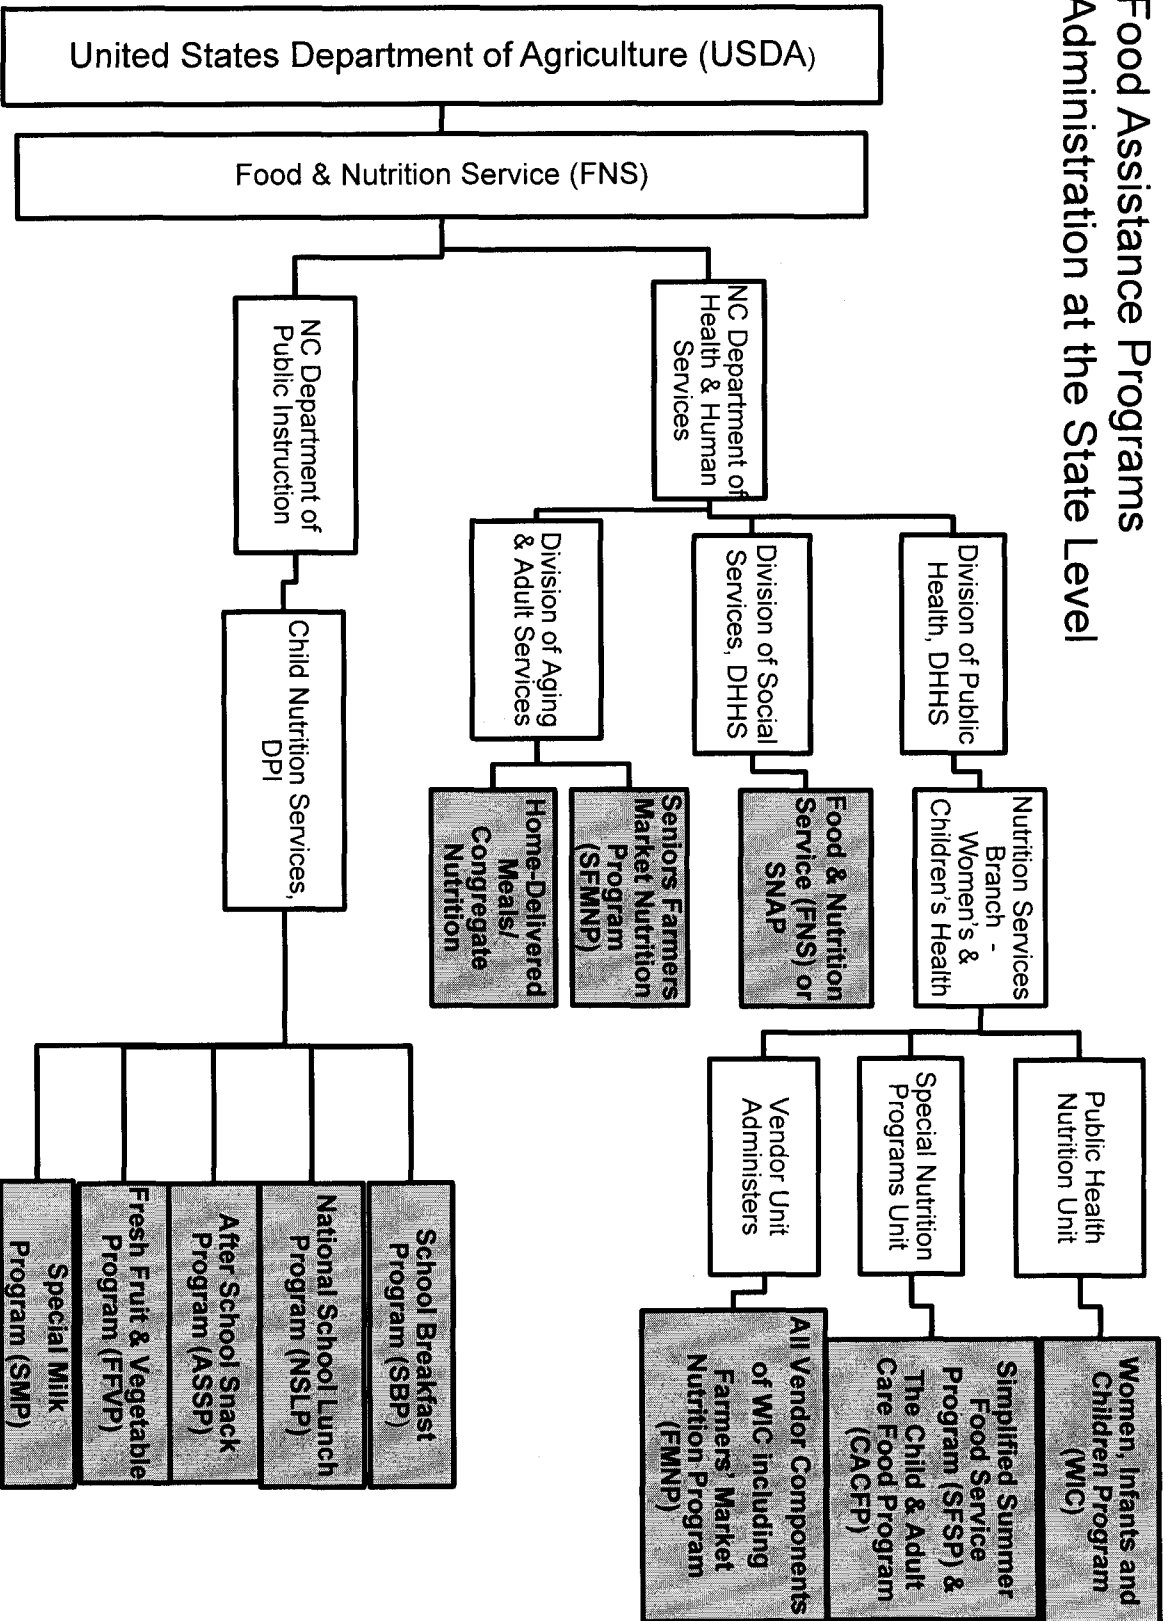 Food Assistance Programs
Administration at the State Level
United States Department of Agriculture (USDA)
Food & Nutrition Service (FNS)
NC Department of
Health & Human
Services
NC Department of
Public Instruction
Division of Public
Health, DHHS
Division of Social
Services, DHHS
Division of Aging
& Adult Services
Child Nutrition Services,
DPI
Nutrition Services
Branch -
Women's &
Children's Health
Food & Nutrition
Service (FNS) or
SNAP
Seniors Farmers
Market Nutrition
Program
(SFMNP)
Home-Delivered
Meals/
Congregate
Nutrition
Public Health
Nutrition Unit
Special Nutrition
Programs Unit
Vendor Unit
Administers
Women, Infants and
Children Program
(WIC)
Simplified Summer
Food Service
Program (SFSP) &
The Child & Adult
Care Food Program
(CACFP)
All Vendor Components
of WIC including
Farmers' Market
Nutrition Program
(FMNP)
School Breakfast
Program (SBP)
National School Lunch
Program (NSLP)
After School Snack
Program (ASSP)
Fresh Fruit & Vegetable
Program (FFVP)
Special Milk
Program (SMP)